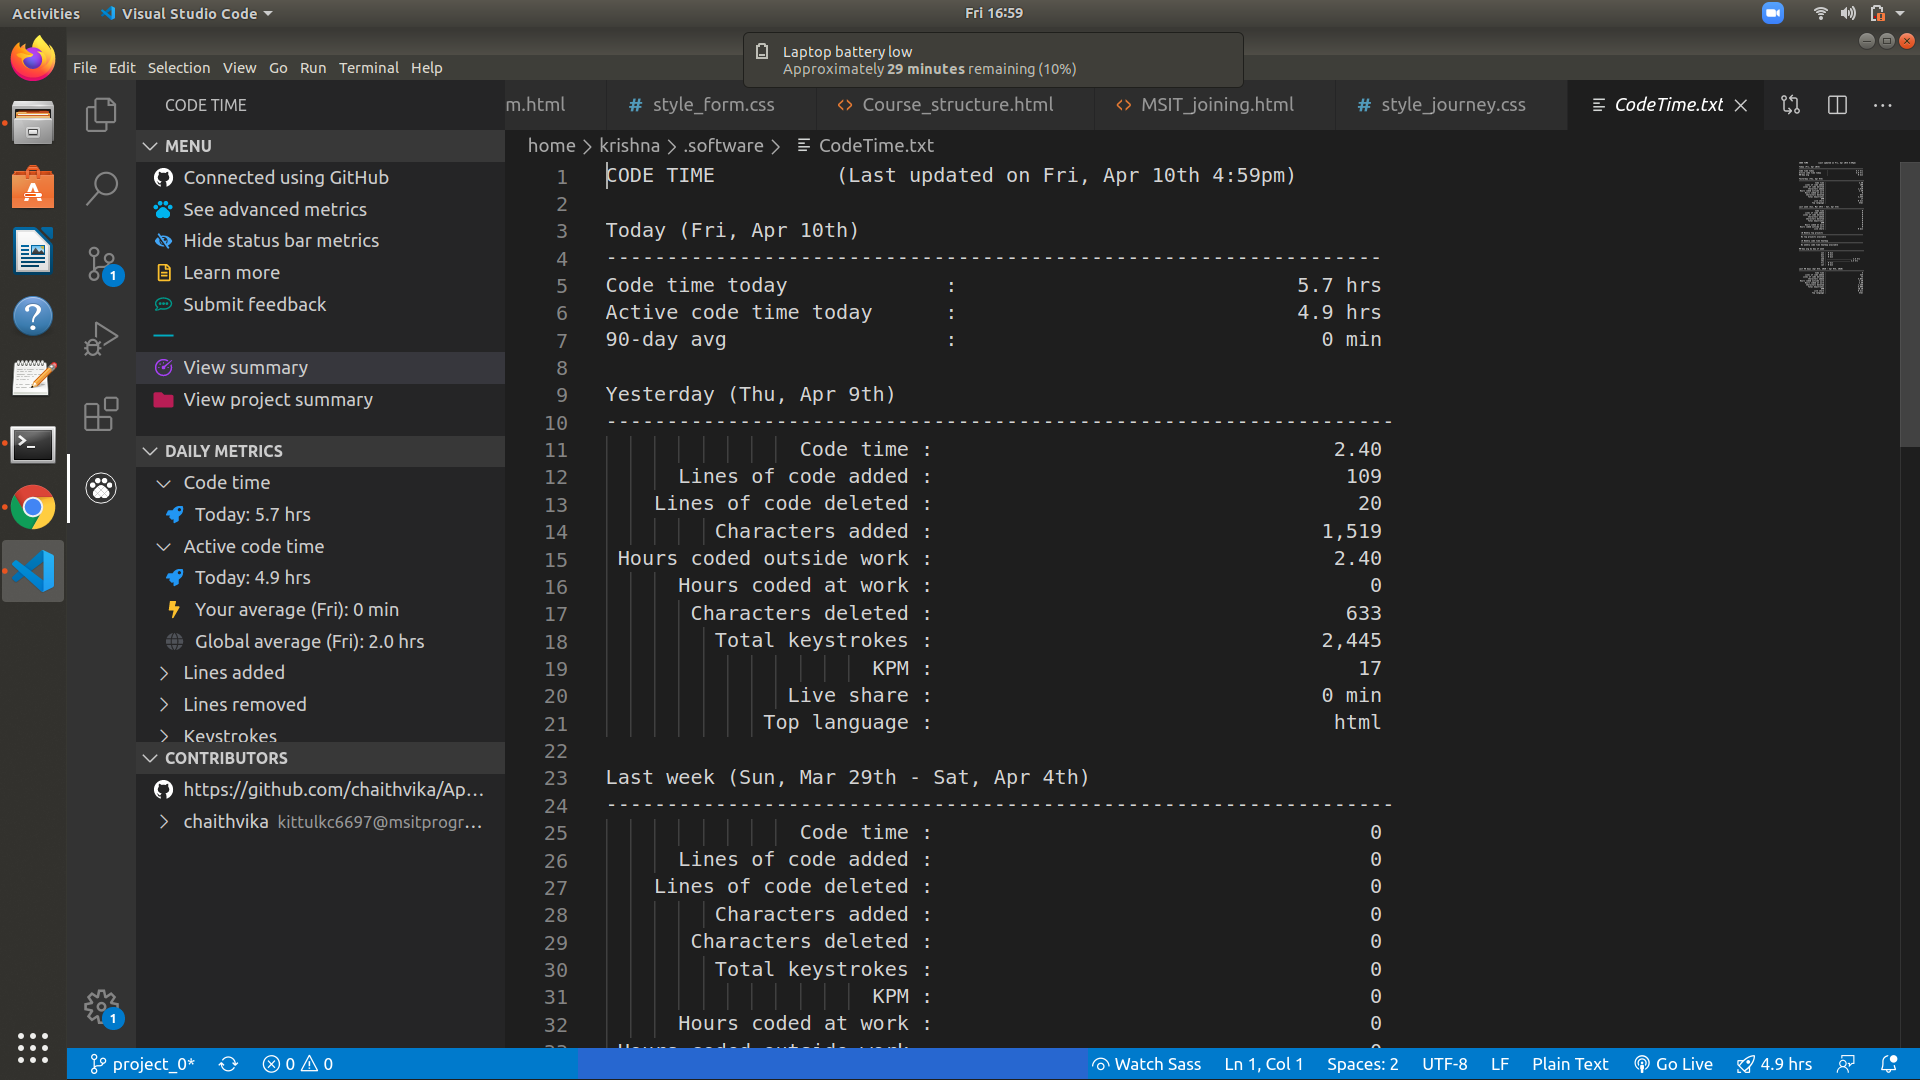 Activities
Visual Studio Code
Fri 16:59
Laptop battery low
Approximately 29 minutes remaining (10%)
File Edit Selection View Go Run Terminal Help
CODE TIME
m.html
# style_form.css
<> Course_structure.html
<> MSIT_joining.html
# style_journey.css
CodeTime.txt
home > krishna > .software > CodeTime.txt
MENU
Connected using GitHub
See advanced metrics
Hide status bar metrics
Learn more
Submit feedback
View summary
View project summary
DAILY METRICS
Code time
Today: 5.7 hrs
Active code time
Today: 4.9 hrs
Your average (Fri): 0 min
Global average (Fri): 2.0 hrs
Lines added
Lines removed
Keystrokes
CONTRIBUTORS
https://github.com/chaithvika/Ap...
chaithvika kittulkc6697@msitprogr...
1
1
1 CODE TIME (Last updated on Fri, Apr 10th 4:59pm)
2
3 Today (Fri, Apr 10th)
4 ----------------------------------------------------------------
5 Code time today : 5.7 hrs
6 Active code time today : 4.9 hrs
7 90-day avg : 0 min
8
9 Yesterday (Thu, Apr 9th)
10 -----------------------------------------------------------------
11 Code time : 2.40
12 Lines of code added : 109
13 Lines of code deleted : 20
14 Characters added : 1,519
15 Hours coded outside work : 2.40
16 Hours coded at work : 0
17 Characters deleted : 633
18 Total keystrokes : 2,445
19 KPM : 17
20 Live share : 0 min
21 Top language : html
22
23 Last week (Sun, Mar 29th - Sat, Apr 4th)
24 -----------------------------------------------------------------
25 Code time : 0
26 Lines of code added : 0
27 Lines of code deleted : 0
28 Characters added : 0
29 Characters deleted : 0
30 Total keystrokes : 0
31 KPM : 0
32 Hours coded at work : 0
project_0* 0 0 Watch Sass Ln 1, Col 1 Spaces: 2 UTF-8 LF Plain Text Go Live 4.9 hrs